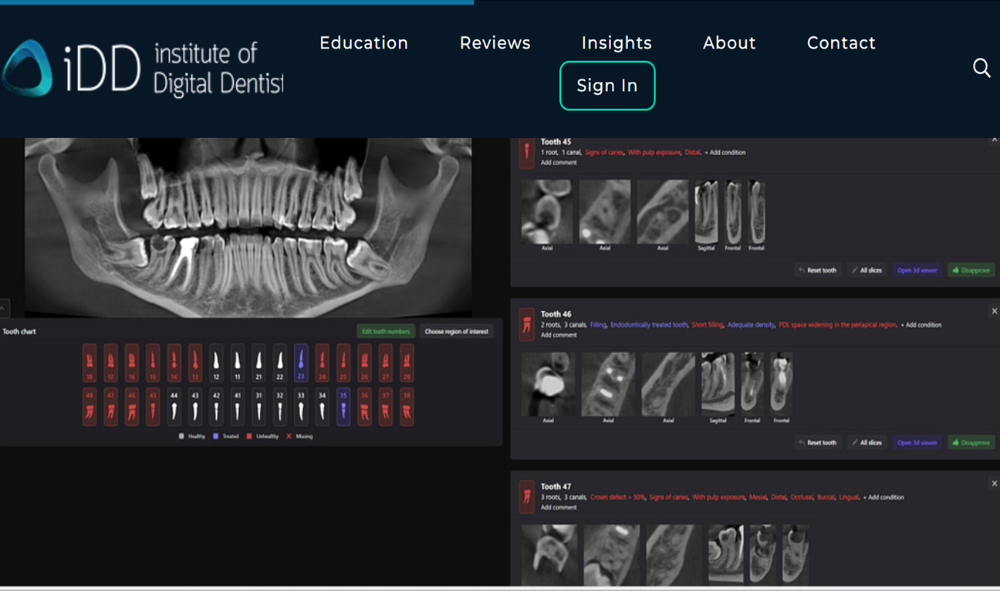 Education Reviews Insights About Contact
iDD institute of
Digital Dentist
Sign In
Tooth 45
1 root, 1 canal, Signs of caries, With pulp exposure, Distal. + Add condition
Add comment
Axial Axial Axial Sagittal Frontal Frontal
Reset tooth All slices Open 3d viewer Disapprove
Tooth chart Edit teeth numbers Choose region of interest
18 17 16 15 14 13 12 11 21 22 23 24 25 26 27 28
48 47 46 45 44 43 42 41 31 32 33 34 35 36 37 38
Healthy Treated Unhealthy Missing
Tooth 46
2 roots, 3 canals, Filling, Endodontically treated tooth, Short filling, Adequate density, PDL space widening in the periapical region. + Add condition
Add comment
Axial Axial Axial Sagittal Frontal Frontal
Reset tooth All slices Open 3d viewer Disapprove
Tooth 47
3 roots, 3 canals, Crown defect > 50%, Signs of caries, With pulp exposure, Mesial, Distal, Occlusal, Buccal, Lingual. + Add condition
Add comment